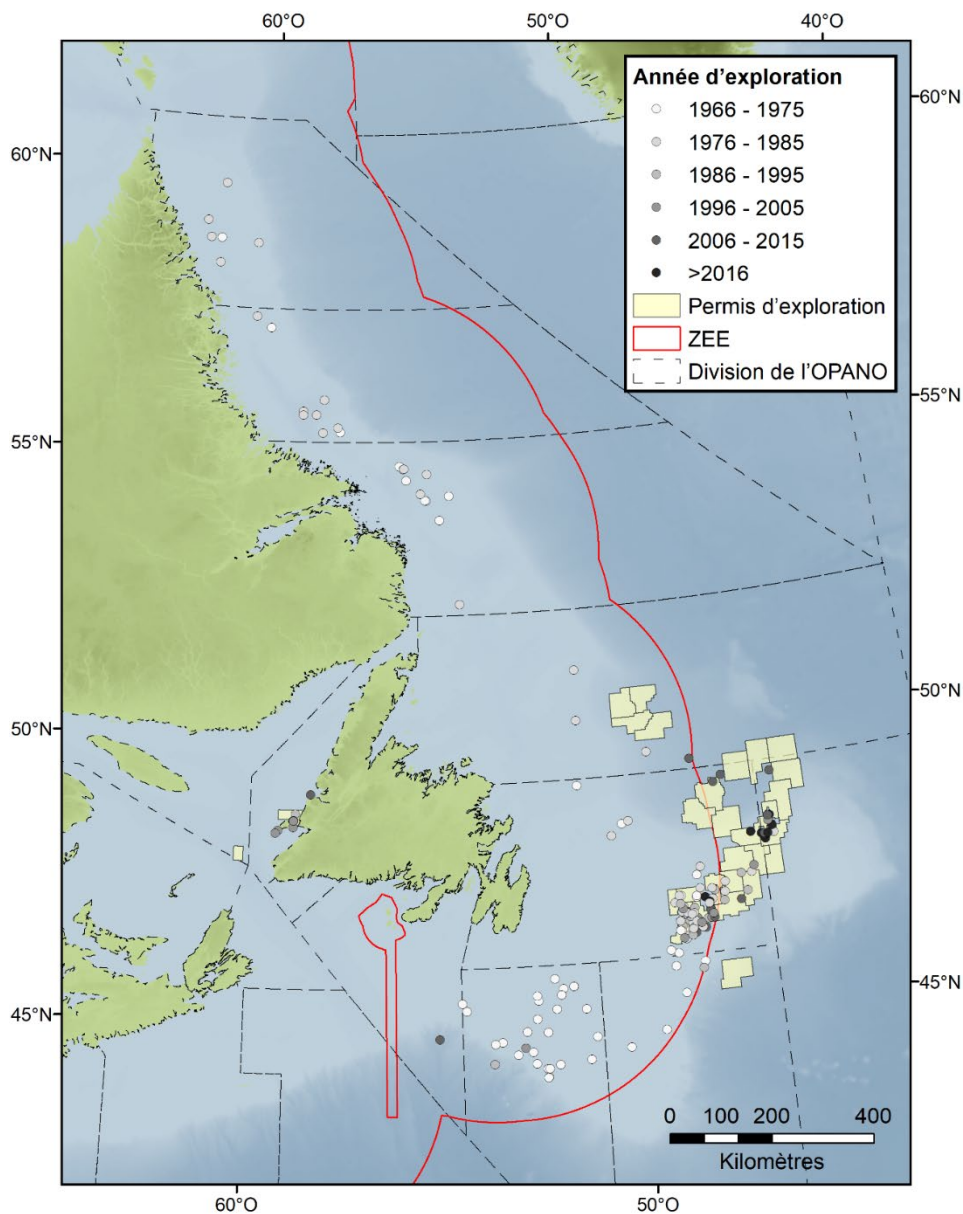 60°O 50°O 40°O
Année d'exploration
1966 - 1975
1976 - 1985
1986 - 1995
1996 - 2005
2006 - 2015
>2016
Permis d'exploration
ZEE
Division de l'OPANO
60°N
60°N
55°N
55°N
50°N
50°N
45°N
45°N
0 100 200 400
Kilomètres
60°O 50°O